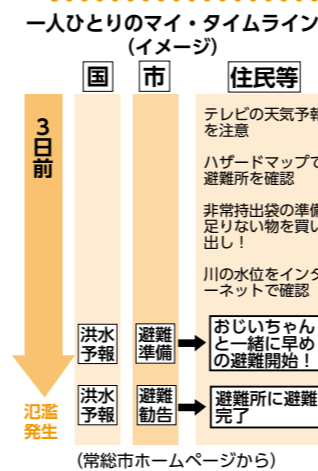 一人ひとりのマイ・タイムライン
(イメージ)
国 市 住民等
3日前
テレビの天気予報
を注意
ハザードマップで
避難所を確認
非常持出袋の準備
足りない物を買い
出し！
川の水位をインタ
ーネットで確認
洪水
予報
避難
準備
おじいちゃん
と一緒に早め
の避難開始！
洪水
予報
避難
勧告
避難所に避難
完了
氾濫
発生
(常総市ホームページから)